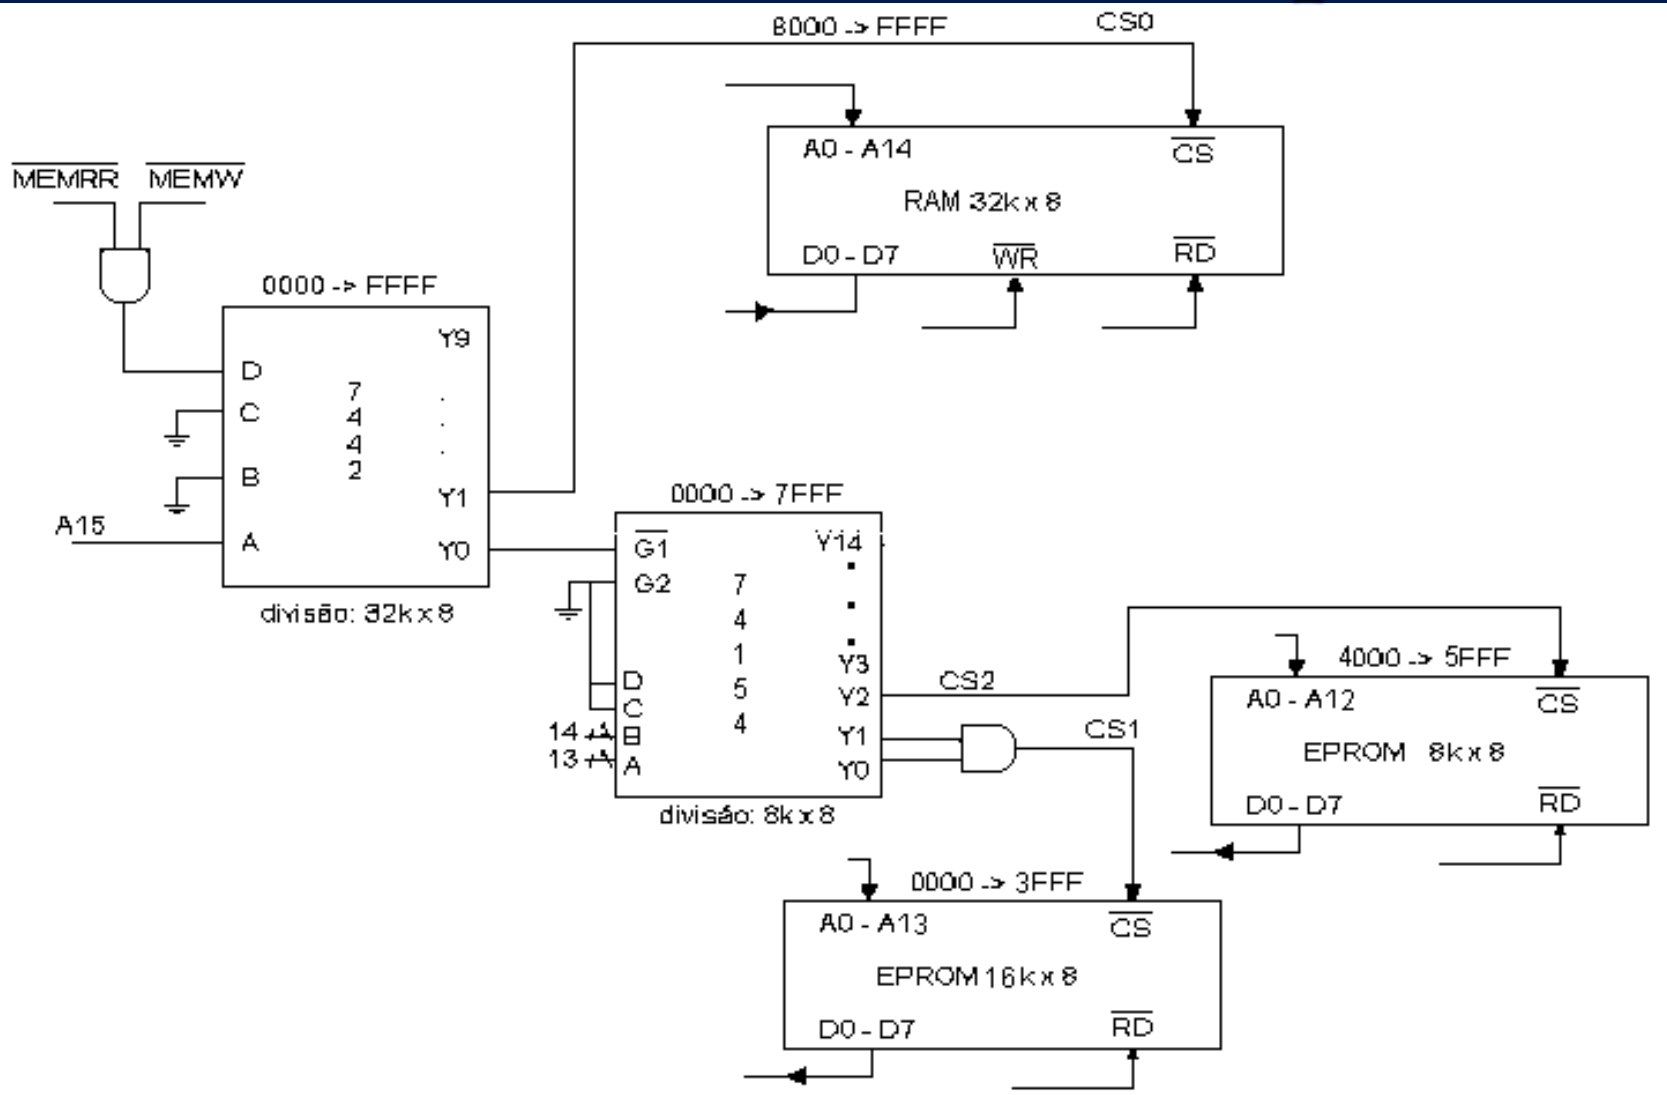 8000 -> FFFF CS0
A0 - A14 CS
RAM 32k x 8
D0 - D7 WR RD
MEMRR MEMW
0000 -> FFFF
Y9
D
C
B
A15 A
7
4
4
2
.
.
.
Y1
Y0
divisão: 32k x 8
0000 -> 7FFF
G1 Y14
G2
7
4
1
5
4
D
C
14 B
13 A
Y3
Y2
Y1
Y0
divisão: 8k x 8
CS2
CS1
4000 -> 5FFF
A0 - A12 CS
EPROM 8k x 8
D0 - D7 RD
0000 -> 3FFF
A0 - A13 CS
EPROM 16k x 8
D0 - D7 RD